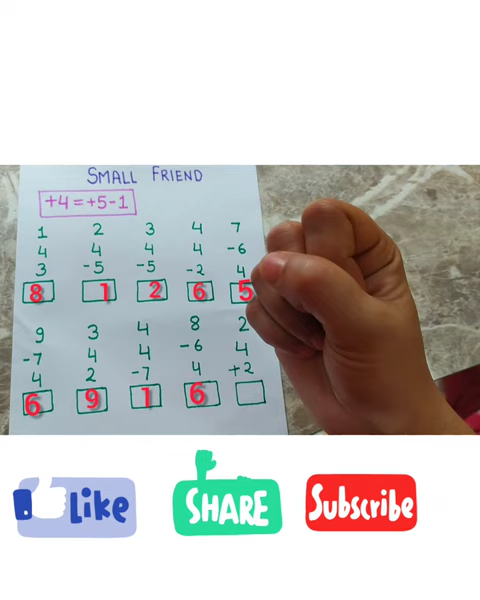 SMALL FRIEND
+4 = +5-1
1 2 3 4 7
4 4 4 4 -6
3 -5 -5 -2 4
8 1 2 6 5
9 3 4 8 2
-7 4 4 -6 4
4 2 -7 4 +2
6 9 1 6
Like SHARE Subscribe